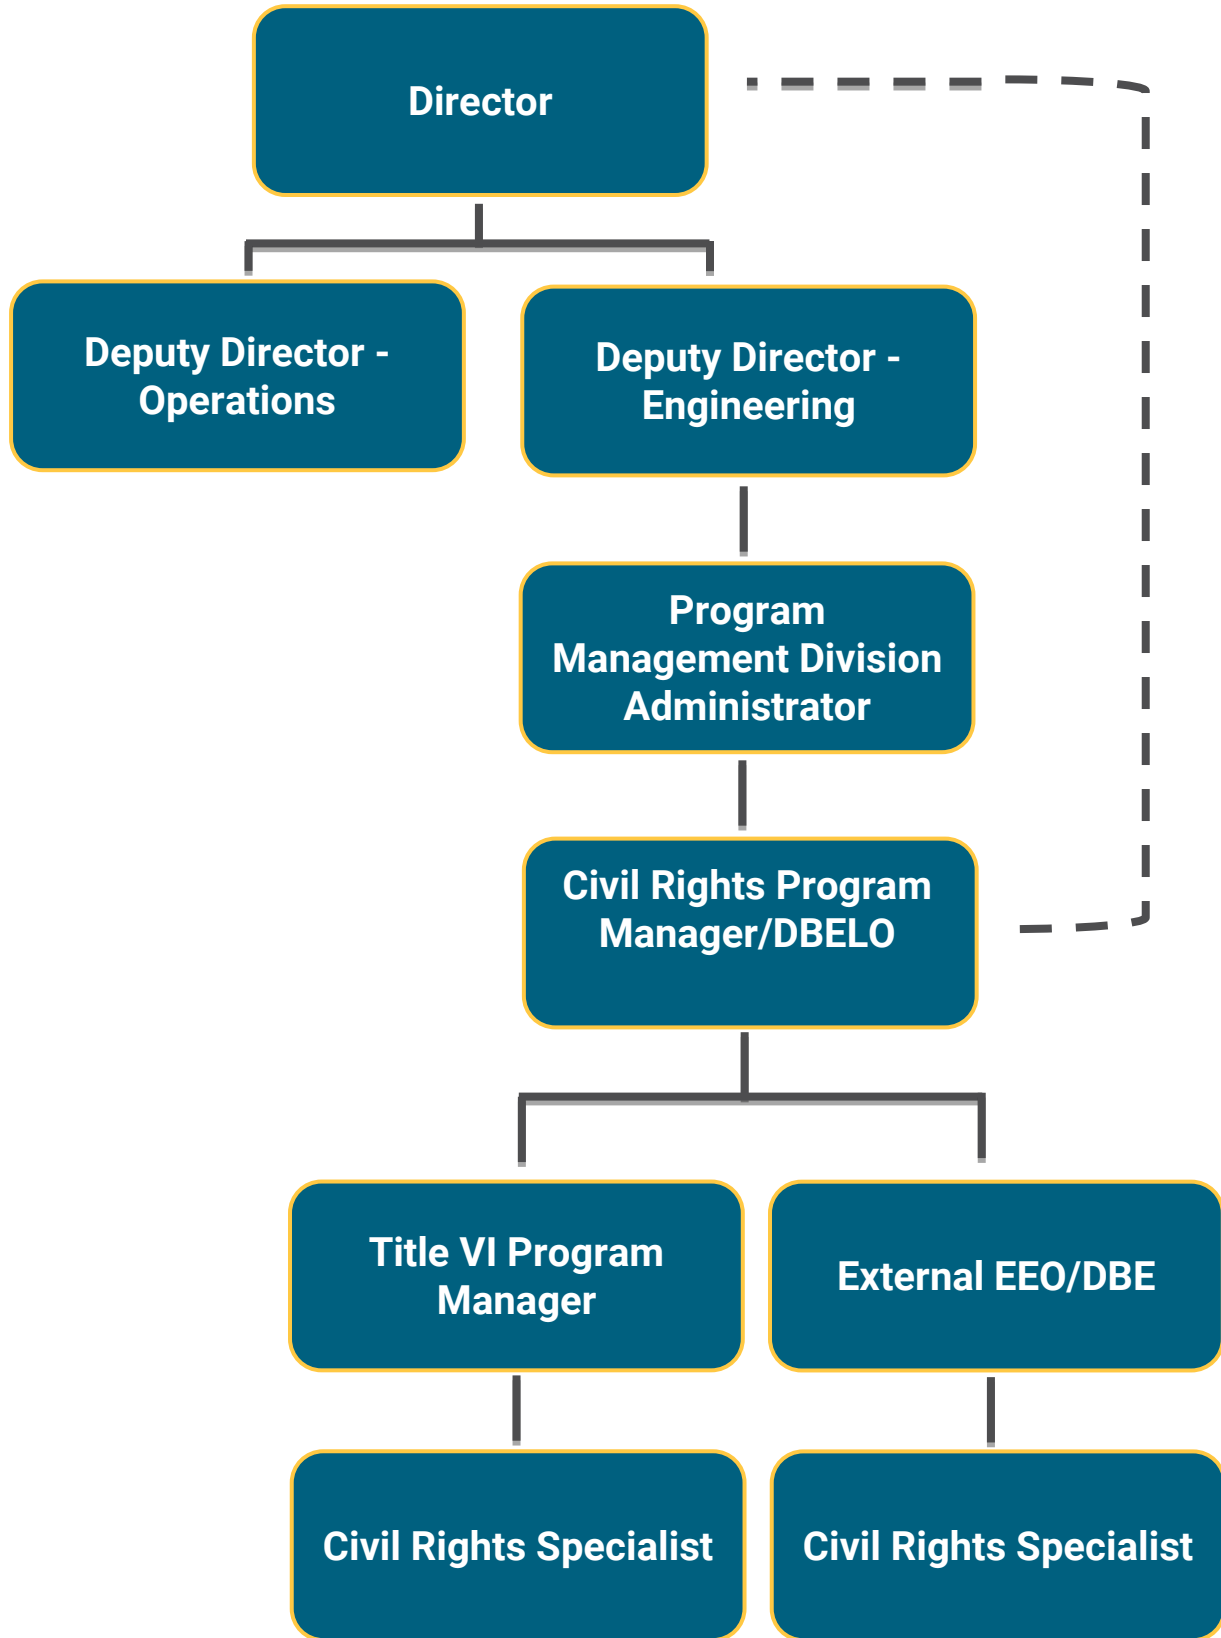 Director
Deputy Director -
Operations
Deputy Director -
Engineering
Program
Management Division
Administrator
Civil Rights Program
Manager/DBELO
Title VI Program
Manager
External EEO/DBE
Civil Rights Specialist
Civil Rights Specialist